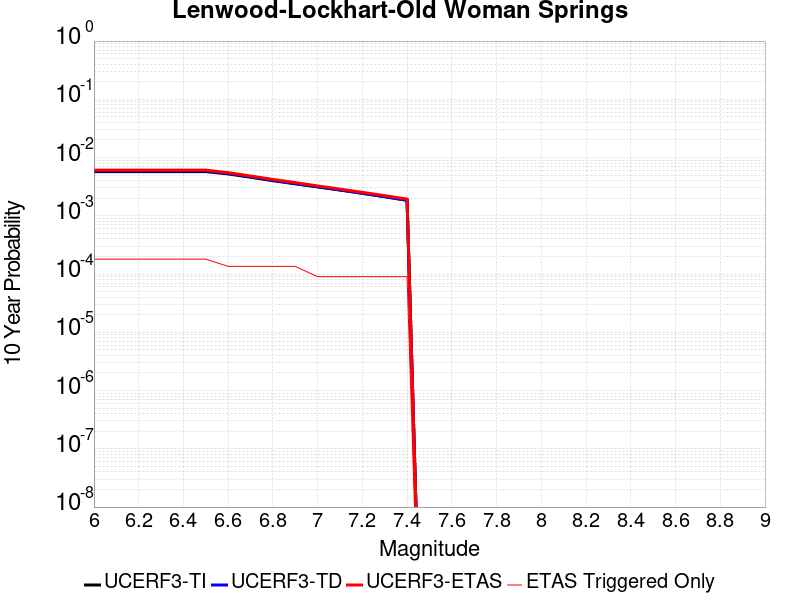 Lenwood-Lockhart-Old Woman Springs
10 0
10 -1
10 -2
10 -3
10 -4
10 -5
10 -6
10 -7
10 -8
10 Year Probability
6 6.2 6.4 6.6 6.8 7 7.2 7.4 7.6 7.8 8 8.2 8.4 8.6 8.8 9
Magnitude
UCERF3-TI UCERF3-TD UCERF3-ETAS ETAS Triggered Only